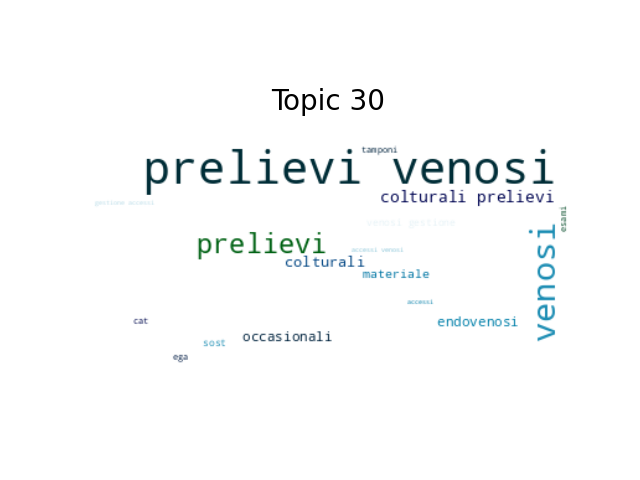 Topic 30
tamponi
prelievi venosi
colturali prelievi
gestione accessi
esami
venosi gestione
venosi
prelievi
accessi venosi
colturali
materiale
accessi
cat
endovenosi
occasionali
sost
ega